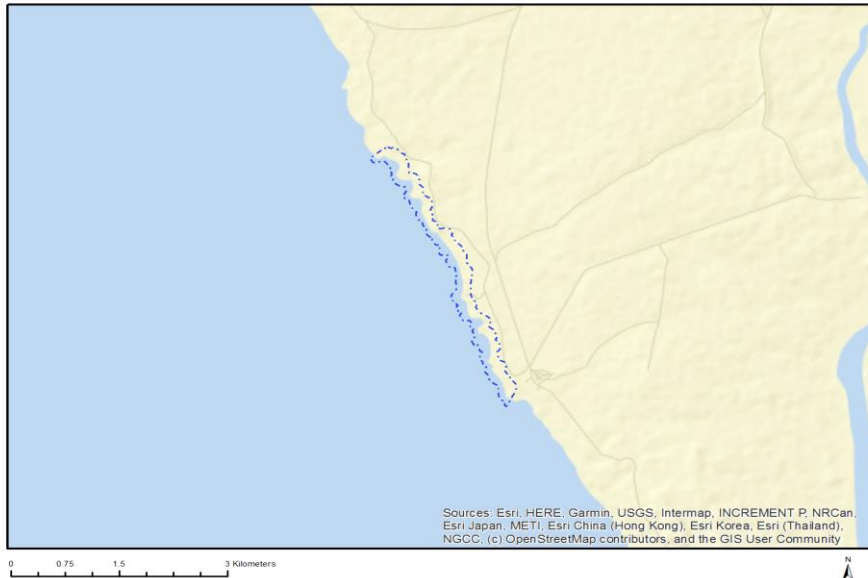 Sources: Esri, HERE, Garmin, USGS, Intermap, INCREMENT P, NRCan,
Esri Japan, METI, Esri China (Hong Kong), Esri Korea, Esri (Thailand),
NGCC, (c) OpenStreetMap contributors, and the GIS User Community
0 0.75 1.5 3 Kilometers
N